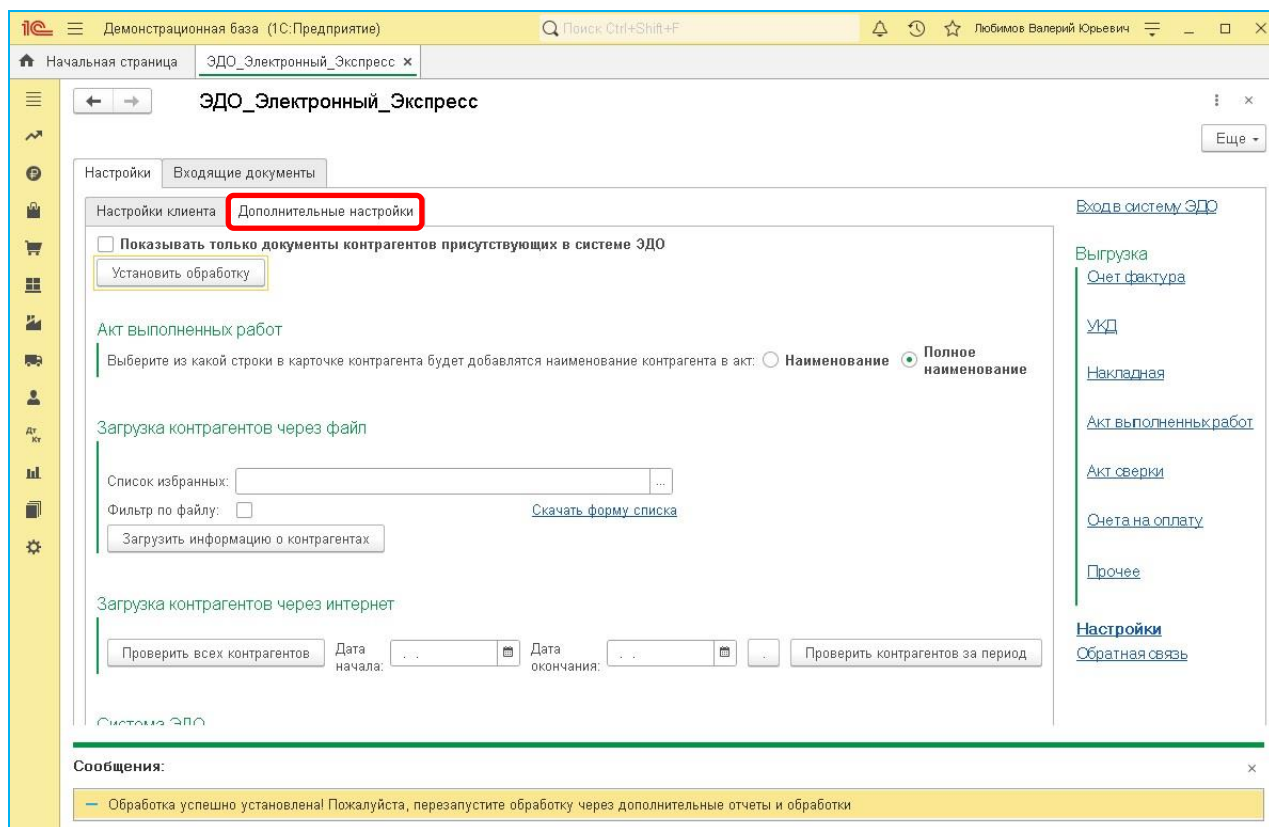 1С Демонстрационная база (1С:Предприятие) Поиск Ctrl+Shift+F Любимов Валерий Юрьевич
Начальная страница ЭДО_Электронный_Экспресс ×
ЭДО_Электронный_Экспресс
Еще
Настройки Входящие документы
Настройки клиента Дополнительные настройки
Показывать только документы контрагентов присутствующих в системе ЭДО
Установить обработку
Акт выполненных работ
Выберите из какой строки в карточке контрагента будет добавлятся наименование контрагента в акт: Наименование Полное
наименование
Загрузка контрагентов через файл
Список избранных: ...
Фильтр по файлу: Скачать форму списка
Загрузить информацию о контрагентах
Загрузка контрагентов через интернет
Проверить всех контрагентов Дата
начала: . . Дата
окончания: . . . Проверить контрагентов за период
Система ЭДО
Вход в систему ЭДО
Выгрузка
Счет фактура
УКД
Накладная
Акт выполненных работ
Акт сверки
Счета на оплату
Прочее
Настройки
Обратная связь
Дт
Кт
Сообщения:
Обработка успешно установлена! Пожалуйста, перезапустите обработку через дополнительные отчеты и обработки